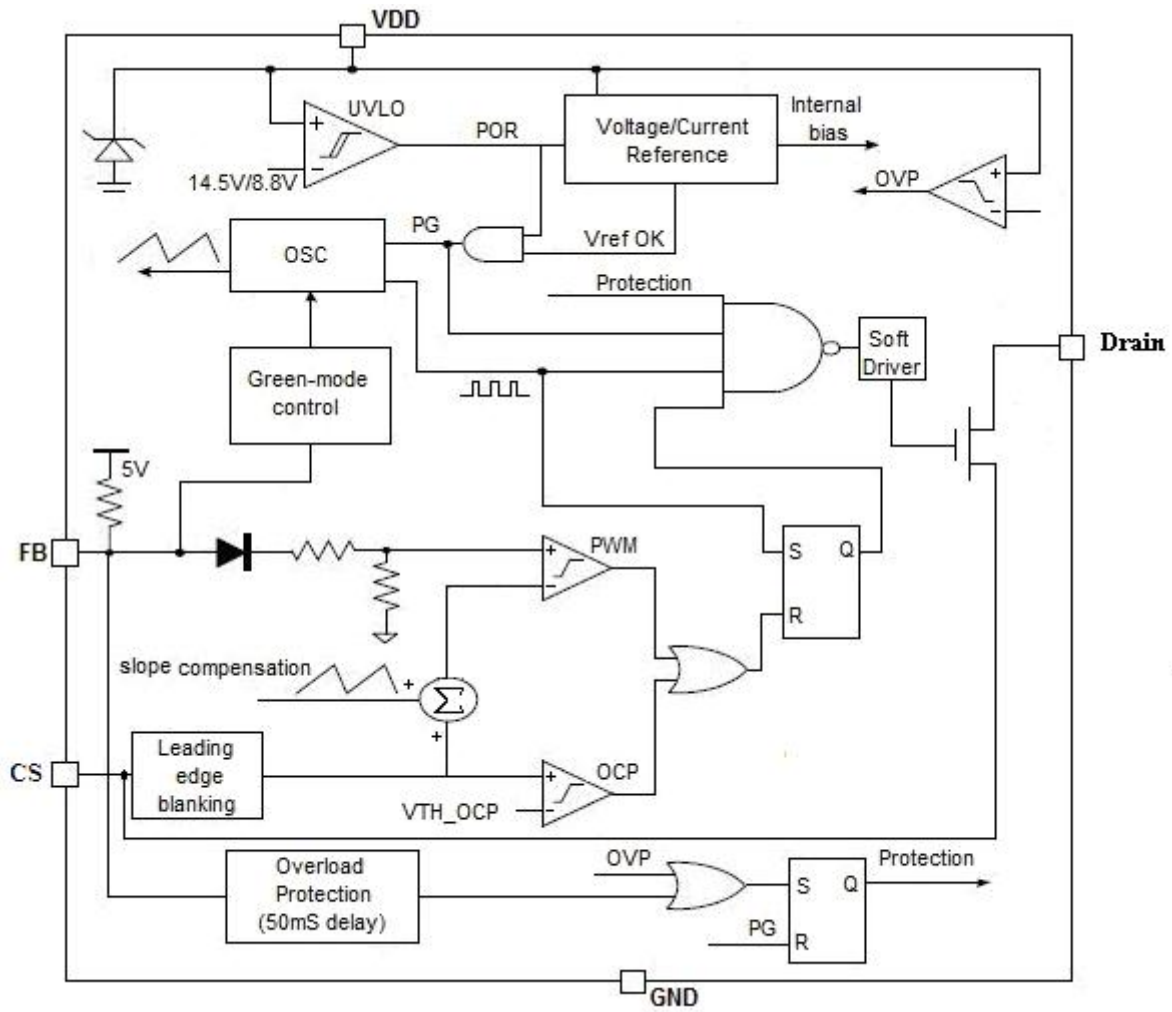 VDD
UVLO
+
−
14.5V/8.8V
POR
Voltage/Current
Reference
Internal
bias
OVP
+
−
PG
OSC
Vref OK
Protection
Soft
Driver
Drain
Green-mode
control
5V
FB
+
−
PWM
S
Q
R
slope compensation
+
Σ
+
CS
Leading
edge
blanking
+
−
OCP
VTH_OCP
Overload
Protection
(50mS delay)
OVP
S
Q
Protection
PG
R
GND